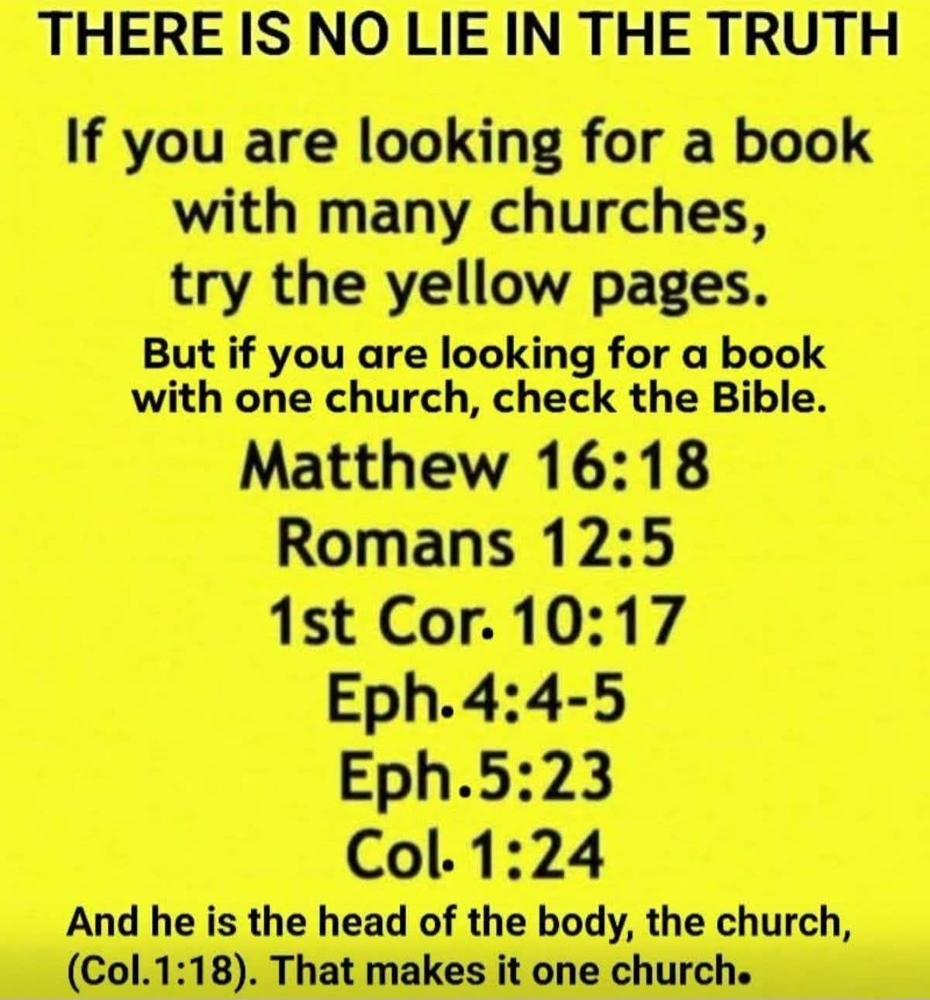 THERE IS NO LIE IN THE TRUTH
If you are looking for a book
with many churches,
try the yellow pages.
But if you are looking for a book
with one church, check the Bible.
Matthew 16:18
Romans 12:5
1st Cor. 10:17
Eph.4:4-5
Eph.5:23
Col. 1:24
And he is the head of the body, the church,
(Col.1:18). That makes it one church.